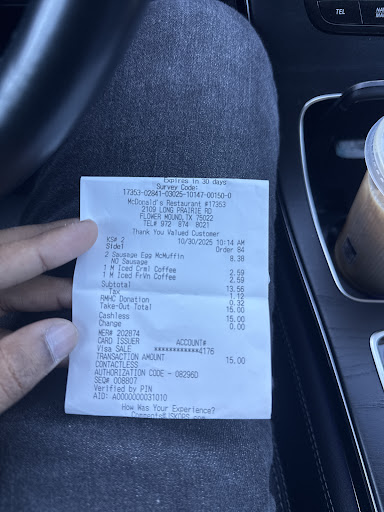 TEL
Expires in 30 days
Survey Code:
17353-02841-03025-10147-00150-0
McDonald's Restaurant #17353
2109 LONG PRAIRIE RD
FLOWER MOUND,TX 75022
TEL# 972 874 8021
Thank You Valued Customer
KS# 2 10/30/2025 10:14 AM
Side1 Order 84
2 Sausage Egg McMuffin 8.38
NO Sausage
1 M Iced Crml Coffee 2.59
1 M Iced FrVn Coffee 2.59
Subtotal 13.56
Tax 1.12
RMHC Donation 0.32
Take-Out Total 15.00
Cashless 15.00
Change 0.00
MER# 202874
CARD ISSUER ACCOUNT#
Visa SALE ************4176
TRANSACTION AMOUNT 15.00
CONTACTLESS
AUTHORIZATION CODE - 08296D
SEQ# 008807
Verified by PIN
AID: A0000000031010
How Was Your Experience?